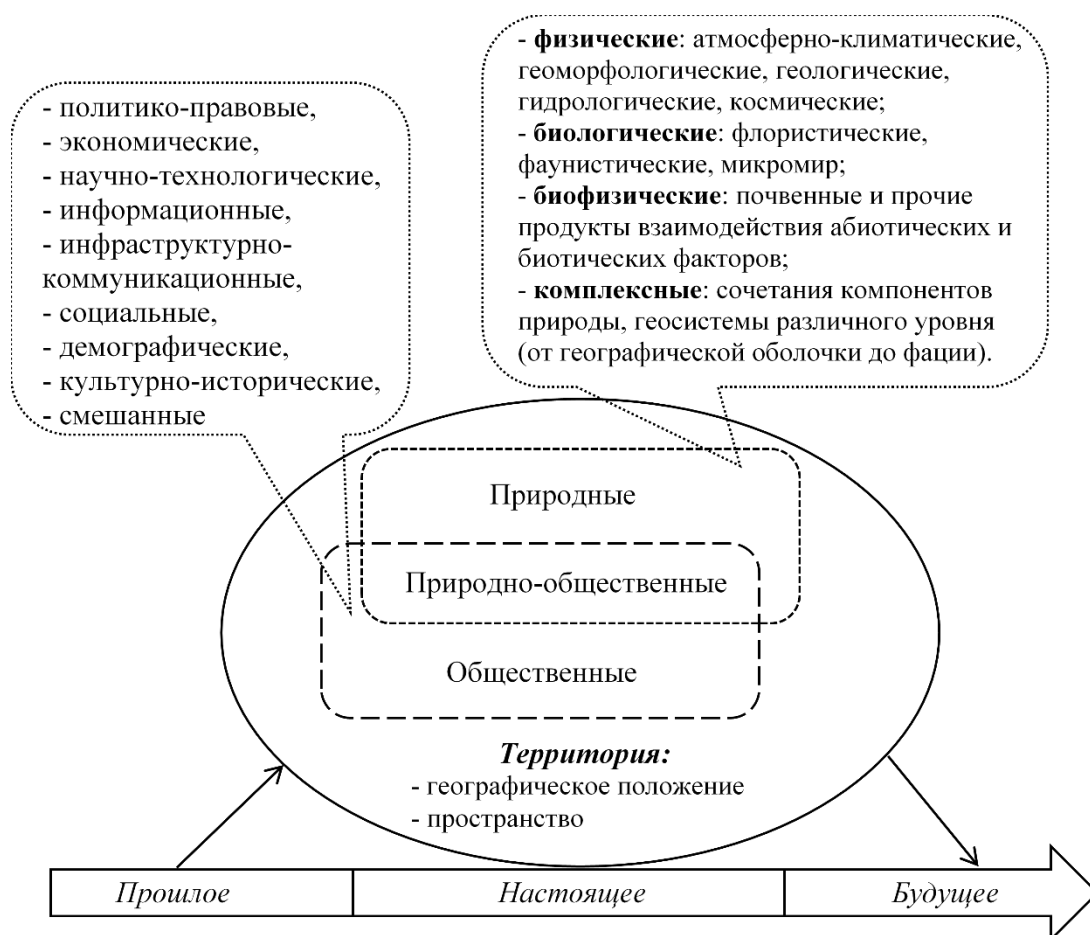 - политико-правовые,
- экономические,
- научно-технологические,
- информационные,
- инфраструктурно-
коммуникационные,
- социальные,
- демографические,
- культурно-исторические,
- смешанные
- физические: атмосферно-климатические,
геоморфологические, геологические,
гидрологические, космические;
- биологические: флористические,
фаунистические, микромир;
- биофизические: почвенные и прочие
продукты взаимодействия абиотических и
биотических факторов;
- комплексные: сочетания компонентов
природы, геосистемы различного уровня
(от географической оболочки до фации).
Природные
Природно-общественные
Общественные
Территория:
- географическое положение
- пространство
Прошлое
Настоящее
Будущее